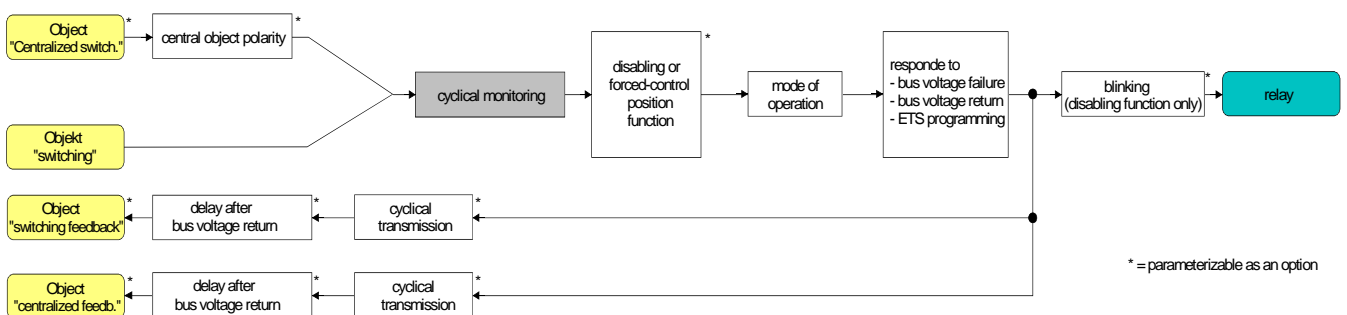 Object
"Centralized switch."
*
central object polarity
*
Objekt
"switching"
cyclical monitoring
disabling or
forced-control
position
function
*
mode of
operation
responde to
- bus voltage failure
- bus voltage return
- ETS programming
blinking
(disabling function only)
*
relay
Object
"switching feedback"
*
delay after
bus voltage return
*
cyclical
transmission
*
Object
"centralized feedb."
*
delay after
bus voltage return
*
cyclical
transmission
*
* = parameterizable as an option